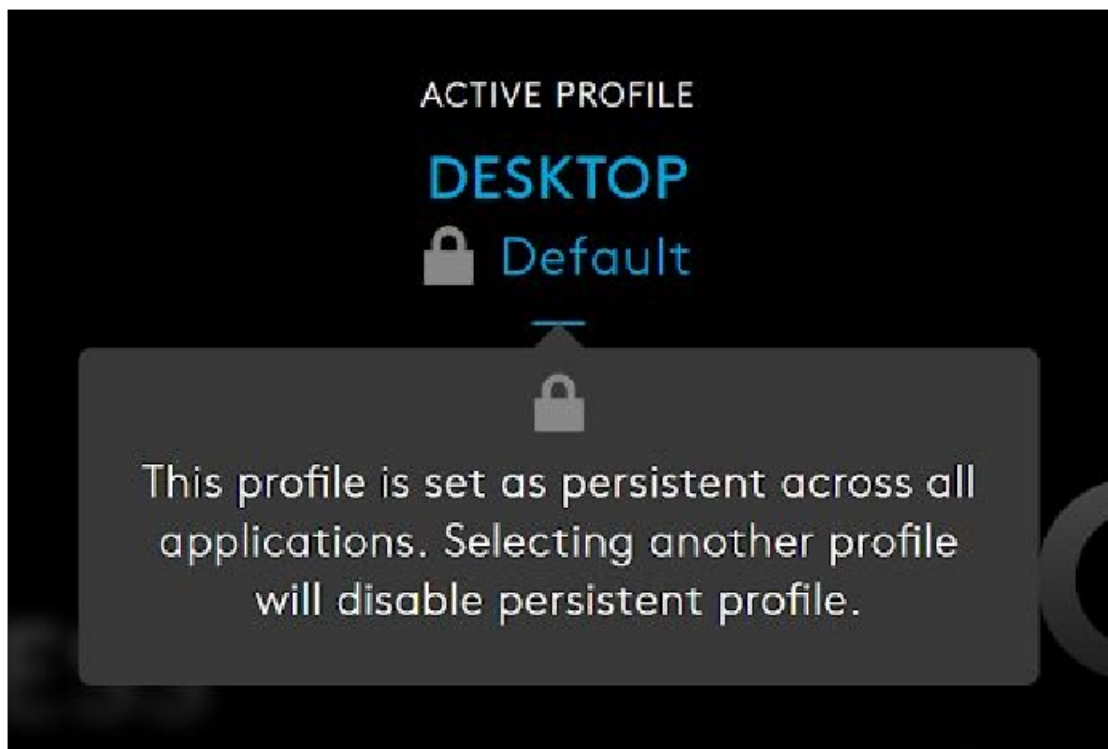 ACTIVE PROFILE
DESKTOP
Default
This profile is set as persistent across all
applications. Selecting another profile
will disable persistent profile.